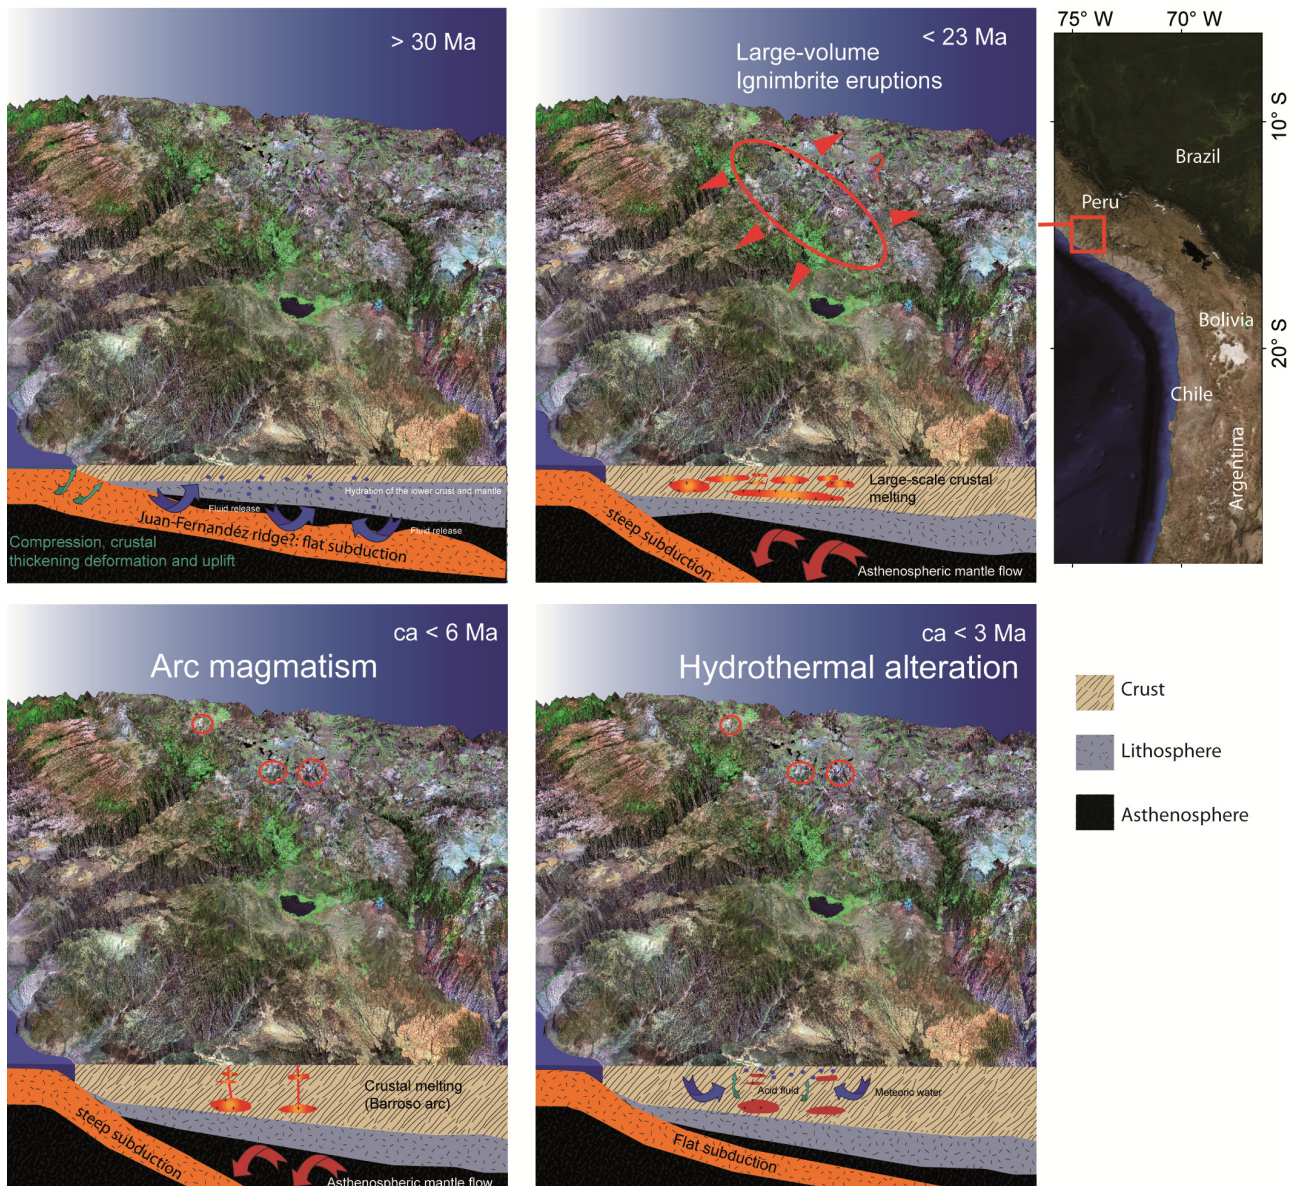 > 30 Ma
Hydration of the lower crust and mantle
Fluid release
Fluid release
Juan-Fernandéz ridge?: flat subduction
Compression, crustal
thickening deformation and uplift
< 23 Ma
Large-volume
Ignimbrite eruptions
?
Large-scale crustal
melting
steep subduction
Asthenospheric mantle flow
75° W
70° W
10° S
20° S
Brazil
Peru
Bolivia
Chile
Argentina
ca < 6 Ma
Arc magmatism
Crustal melting
(Barroso arc)
steep subduction
Asthenospheric mantle flow
ca < 3 Ma
Hydrothermal alteration
Acid fluid
Meteoric water
Flat subduction
Crust
Lithosphere
Asthenosphere